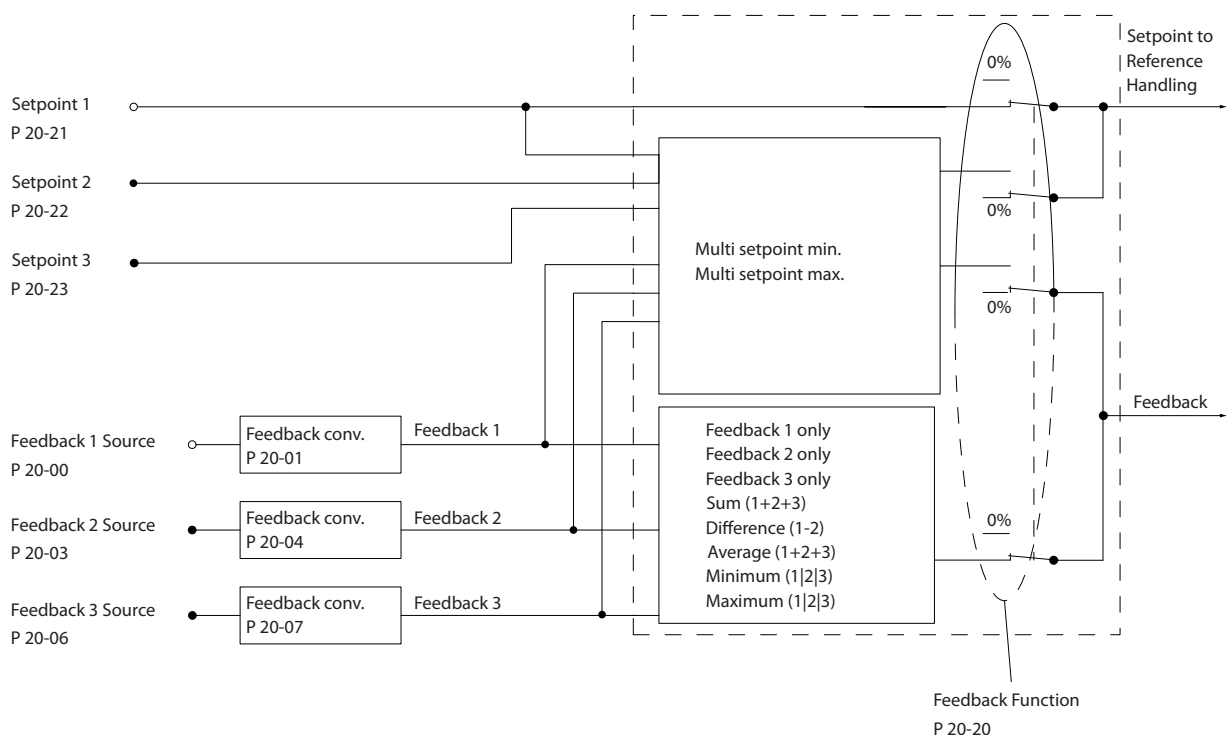 Setpoint 1
P 20-21
Setpoint 2
P 20-22
Setpoint 3
P 20-23
Feedback 1 Source
P 20-00
Feedback conv.
P 20-01
Feedback 1
Feedback 2 Source
P 20-03
Feedback conv.
P 20-04
Feedback 2
Feedback 3 Source
P 20-06
Feedback conv.
P 20-07
Feedback 3
Multi setpoint min.
Multi setpoint max.
Feedback 1 only
Feedback 2 only
Feedback 3 only
Sum (1+2+3)
Difference (1-2)
Average (1+2+3)
Minimum (1|2|3)
Maximum (1|2|3)
0%
0%
0%
0%
Setpoint to
Reference
Handling
Feedback
Feedback Function
P 20-20